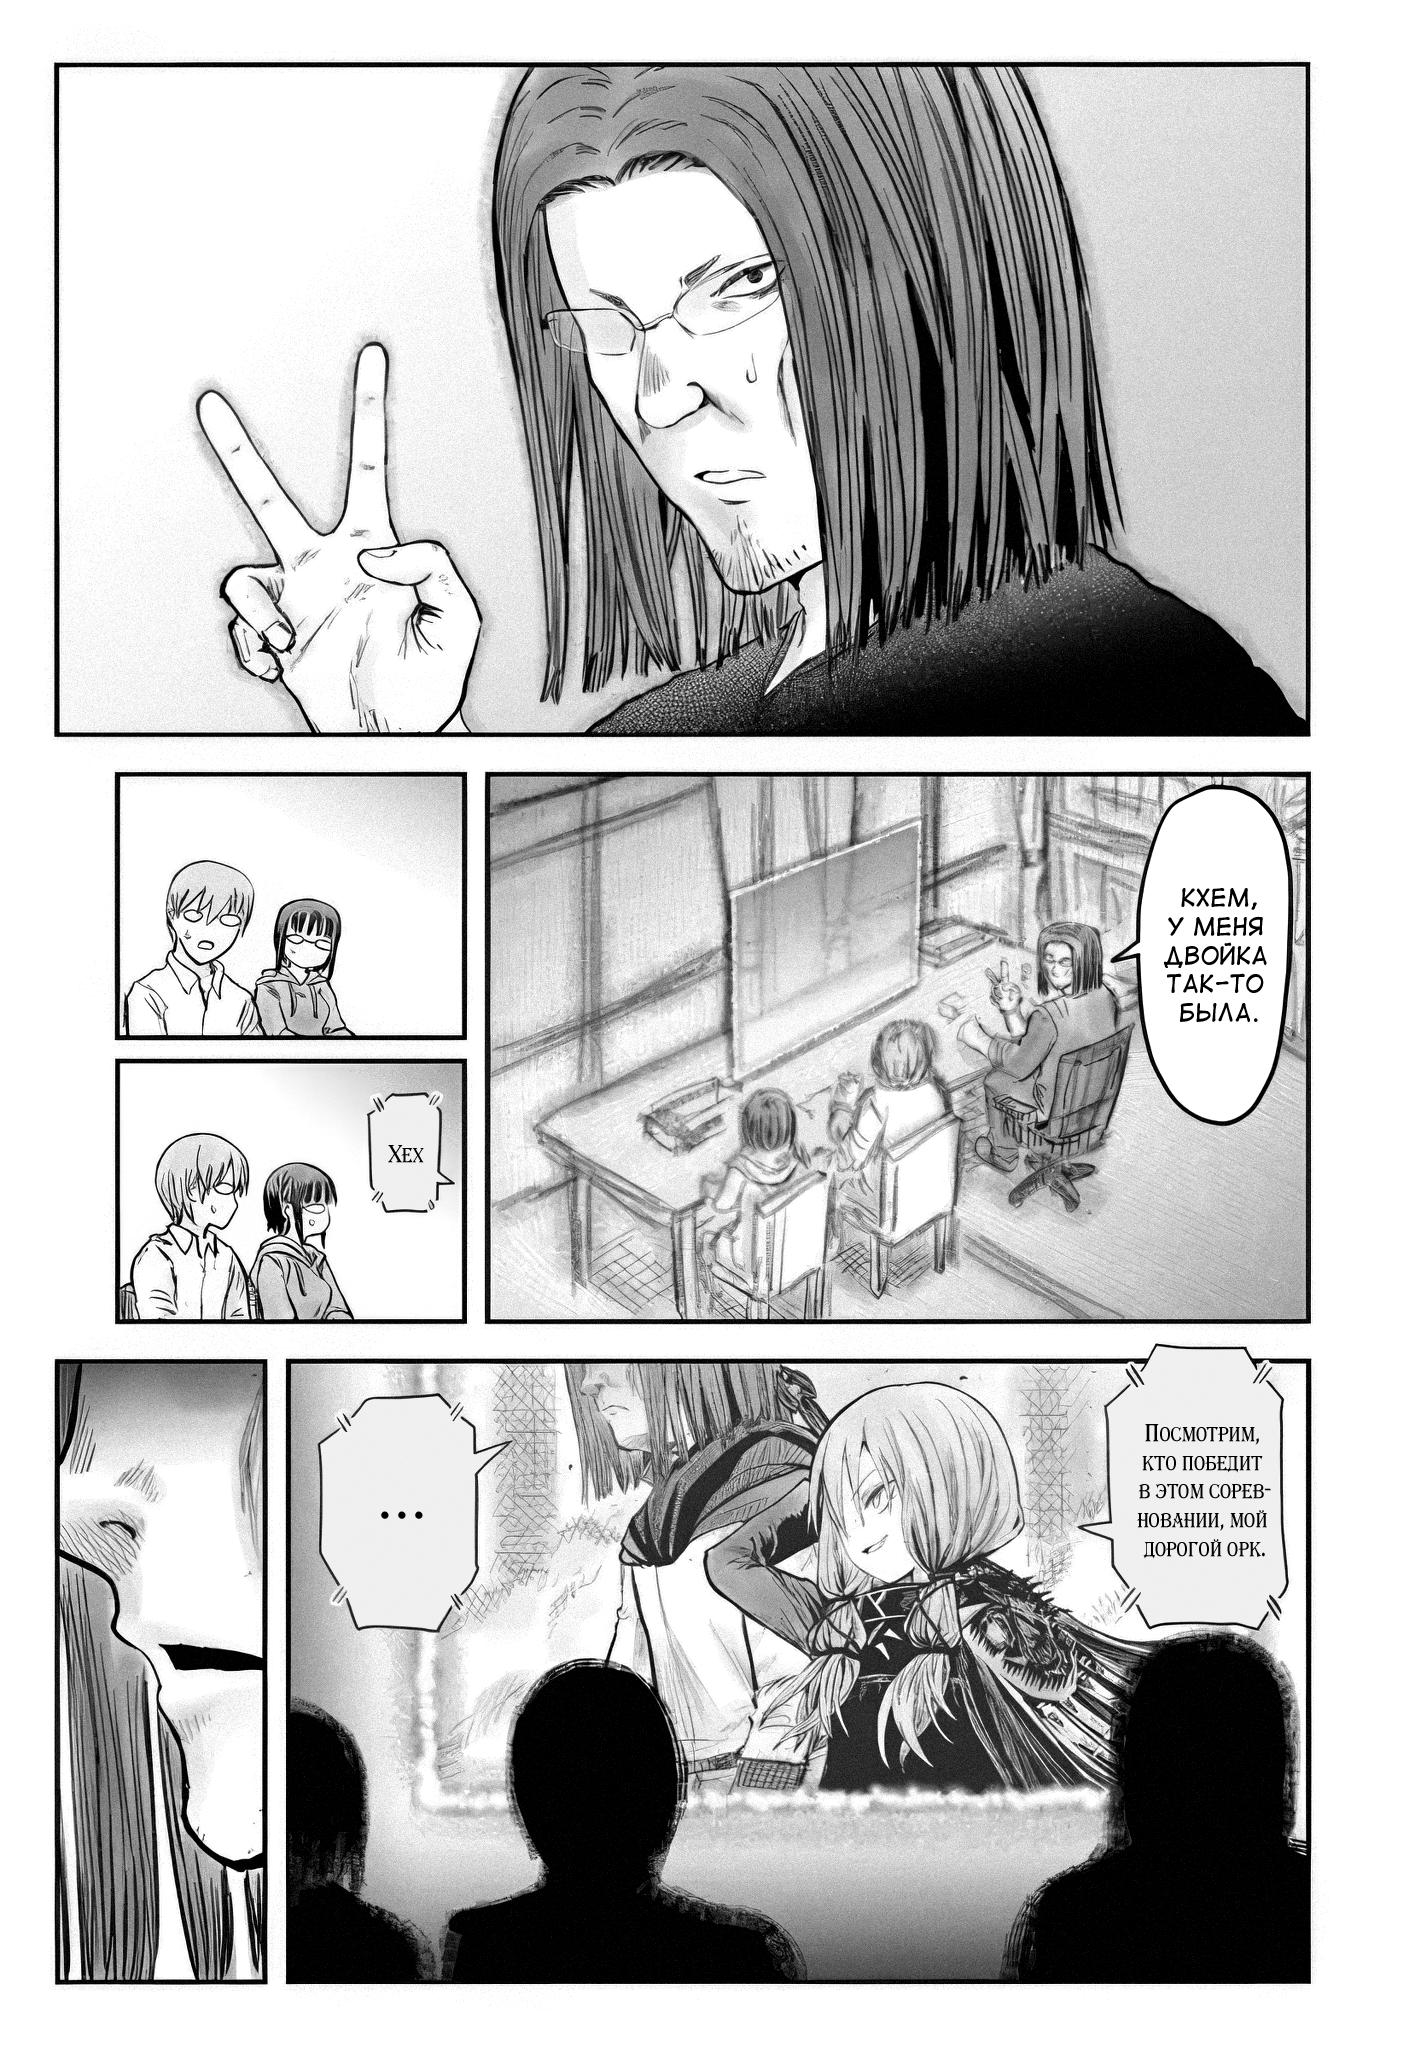 КХЕМ,
У МЕНЯ
ДВОЙКА
ТАК-ТО
БЫЛА.
Хех
Посмотрим,
кто победит
в этом сорев-
новании, мой
дорогой орк.
...